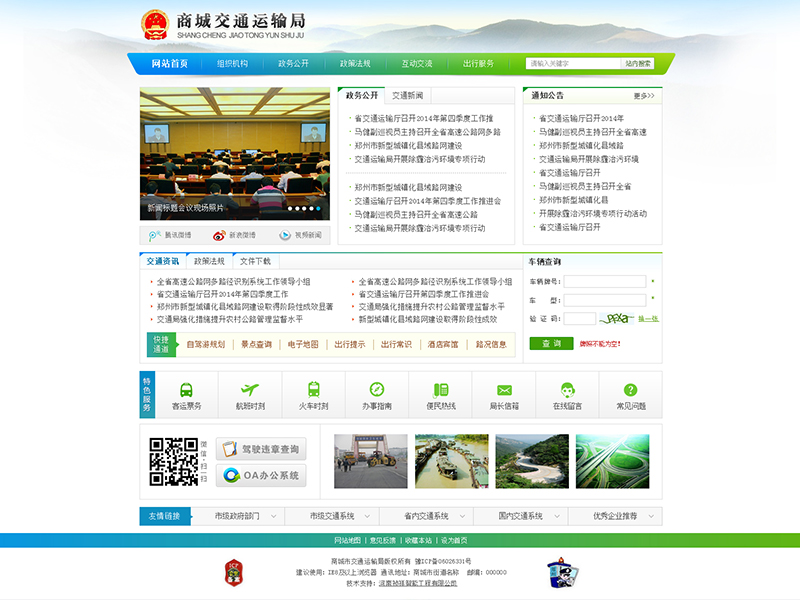 商城交通运输局
SHANG CHENG JIAO TONG YUN SHU JU
网站首页 组织机构 政务公开 政策法规 互动交流 出行服务 请输入关键字 站内搜索
新闻标题会议现场照片
腾讯微博 新浪微博 视频新闻
政务公开 交通新闻
省交通运输厅召开2014年第四季度工作推
马健副巡视员主持召开全省高速公路网多路
郑州市新型城镇化县域路网建设
交通运输局开展除霾治污环境专项行动
郑州市新型城镇化县域路网建设
省交通运输厅召开2014年第四季度工作推进会
马健副巡视员主持召开全省高速公路
交通运输局开展除霾治污环境专项行动
通知公告 更多>>
省交通运输厅召开2014年
马健副巡视员主持召开全省高速
郑州市新型城镇化县域路
交通运输局开展除霾治污环境
省交通运输厅召开
马健副巡视员主持召开全省
郑州市新型城镇化县
开展除霾治污环境专项行动活动
省交通运输厅召开
交通资讯 政策法规 文件下载
全省高速公路网多路径识别系统工作领导小组
省交通运输厅召开2014年第四季度工作
郑州市新型城镇化县域路网建设取得阶段性成效显著
交通局强化措施提升农村公路管理监督水平
全省高速公路网多路径识别系统工作领导小组
省交通运输厅召开2014年第四季度工作推进会
交通局强化措施提升农村公路管理监督水平
新型城镇化县域路网建设取得阶段性成效
快捷通道 自驾游规划 景点查询 电子地图 出行提示 出行常识 酒店宾馆 路况信息
车辆查询
车辆牌号： *
车 型： *
验 证 码： 换一张
查 询 牌照不能为空!
特色服务
客运票务 航班时刻 火车时刻 办事指南 便民热线 局长信箱 在线留言 常见问题
微信扫一扫
驾驶违章查询
OA办公系统
友情链接 市级政府部门 市级交通系统 省内交通系统 国内交通系统 优秀企业推荐
网站地图 | 意见反馈 | 收藏本站 | 设为首页
商城市交通运输局版权所有 豫ICP备06026331号
建议使用：IE8及以上浏览器 通讯地址：商城市街道名称 邮编：000000
技术支持：